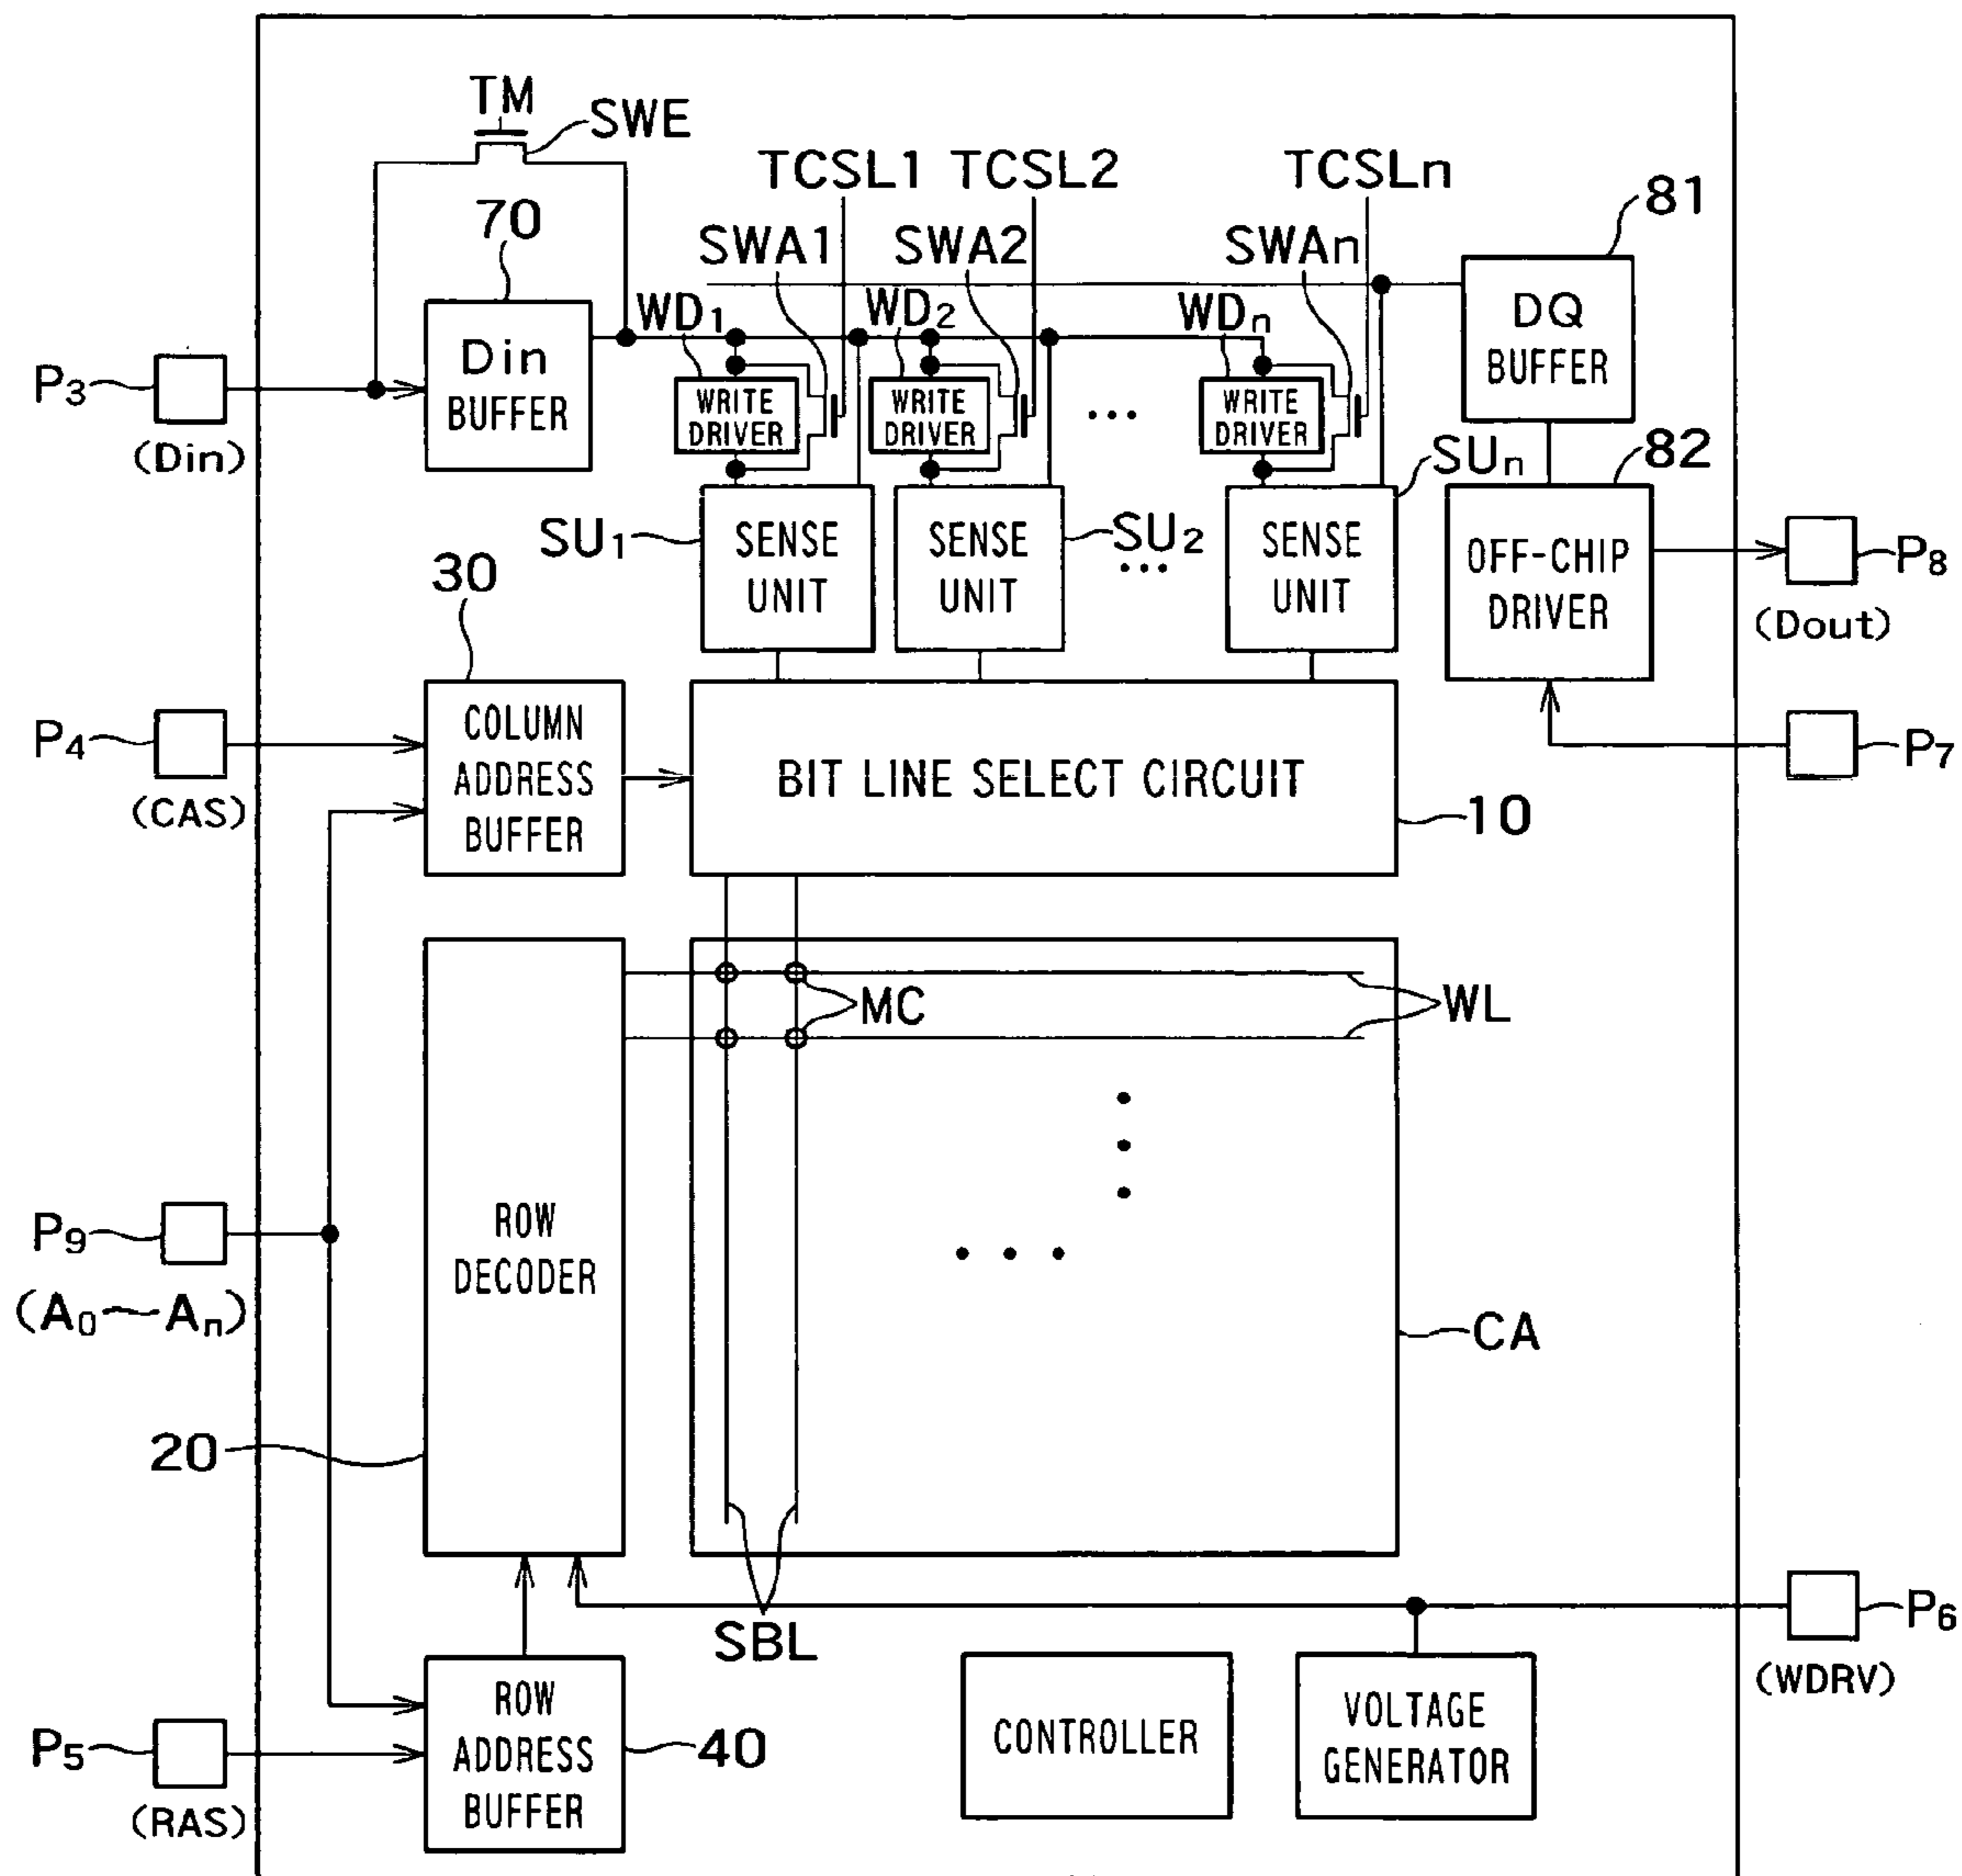 TM
SWE
TCSL1 TCSL2 TCSLn
70
81
SWA1 SWA2 SWAn
WD1 WD2 WDn
DQ
BUFFER
Din
BUFFER
P3
(Din)
WRITE
DRIVER
WRITE
DRIVER
...
WRITE
DRIVER
SUn
82
SU1
SENSE
UNIT
SENSE
UNIT
SU2
...
SENSE
UNIT
OFF-CHIP
DRIVER
P8
(Dout)
30
P4
(CAS)
COLUMN
ADDRESS
BUFFER
BIT LINE SELECT CIRCUIT
10
P7
MC
WL
P9
(A0~An)
ROW
DECODER
CA
20
SBL
P6
(WDRV)
P5
(RAS)
ROW
ADDRESS
BUFFER
40
CONTROLLER
VOLTAGE
GENERATOR